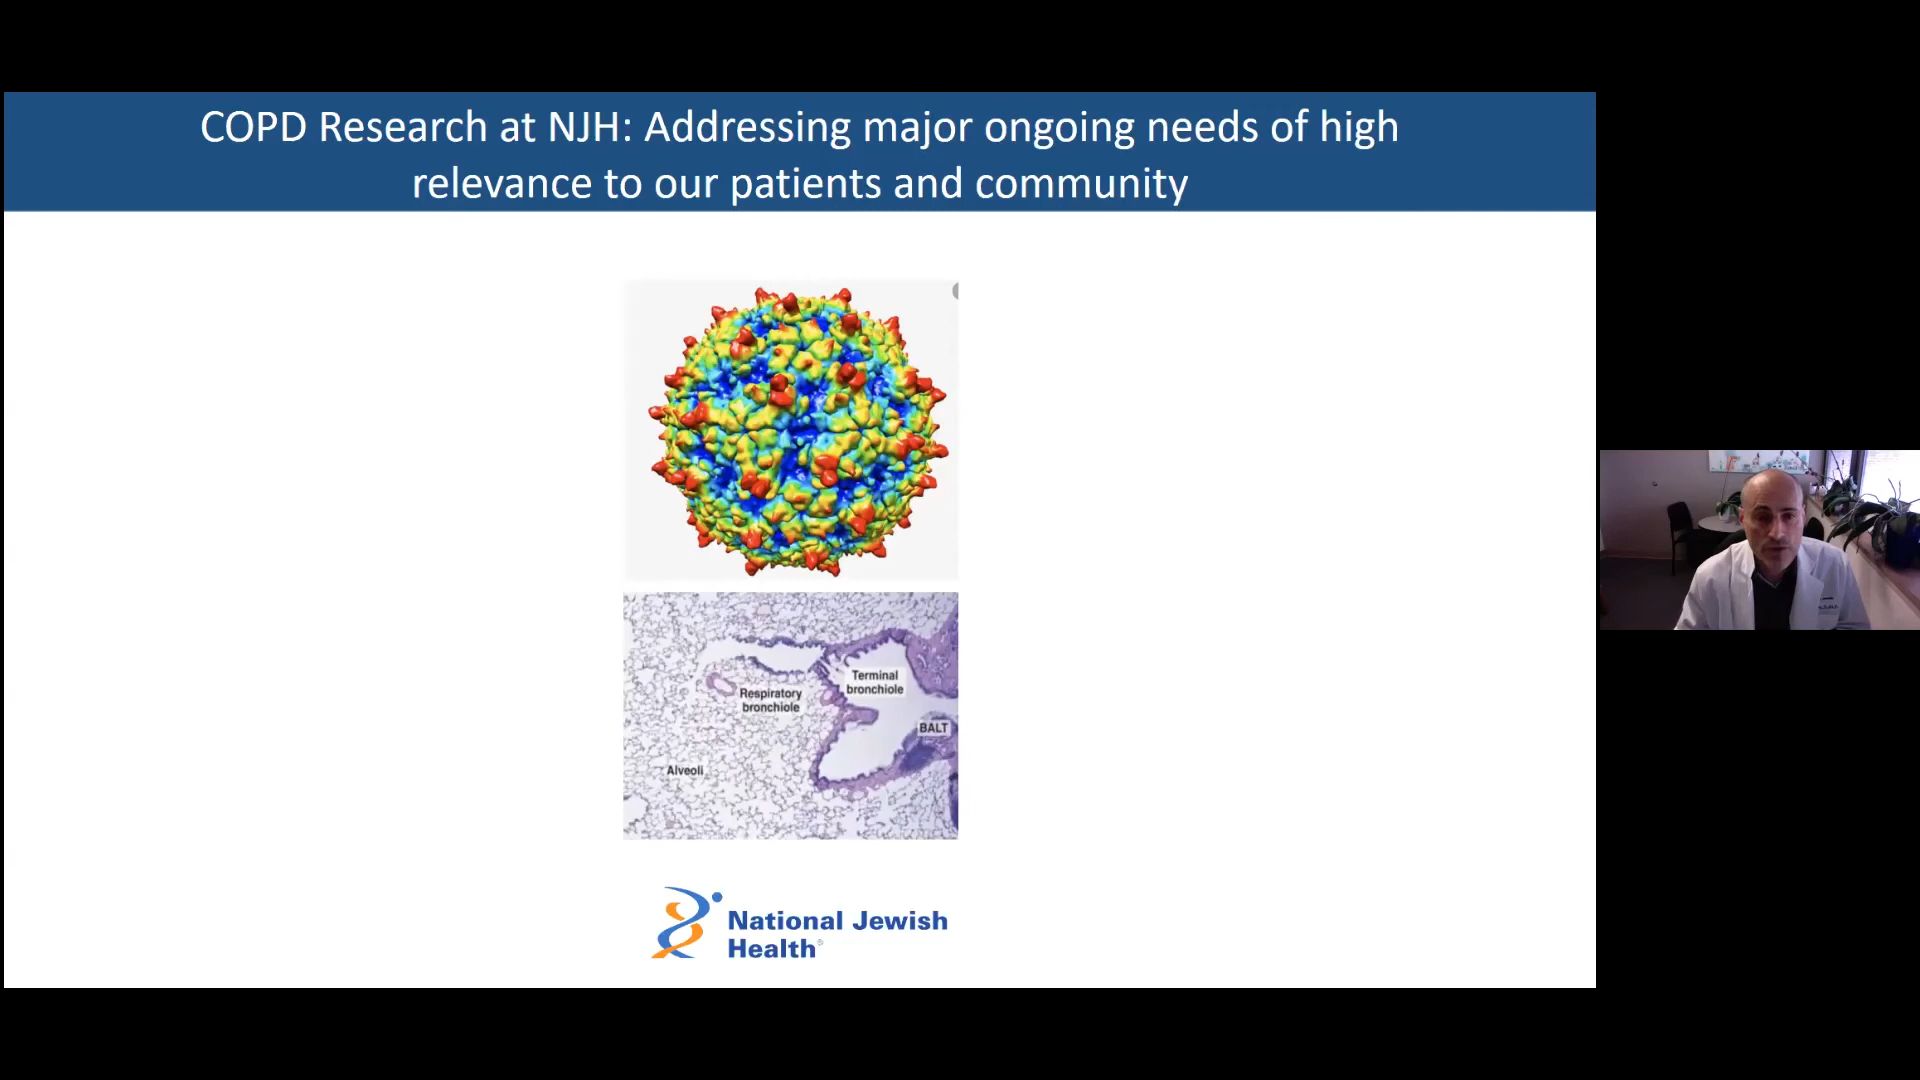 COPD Research at NJH: Addressing major ongoing needs of high
relevance to our patients and community
Terminal
bronchiole
Respiratory
bronchiole
BALT
Alveoli
National Jewish
Health®